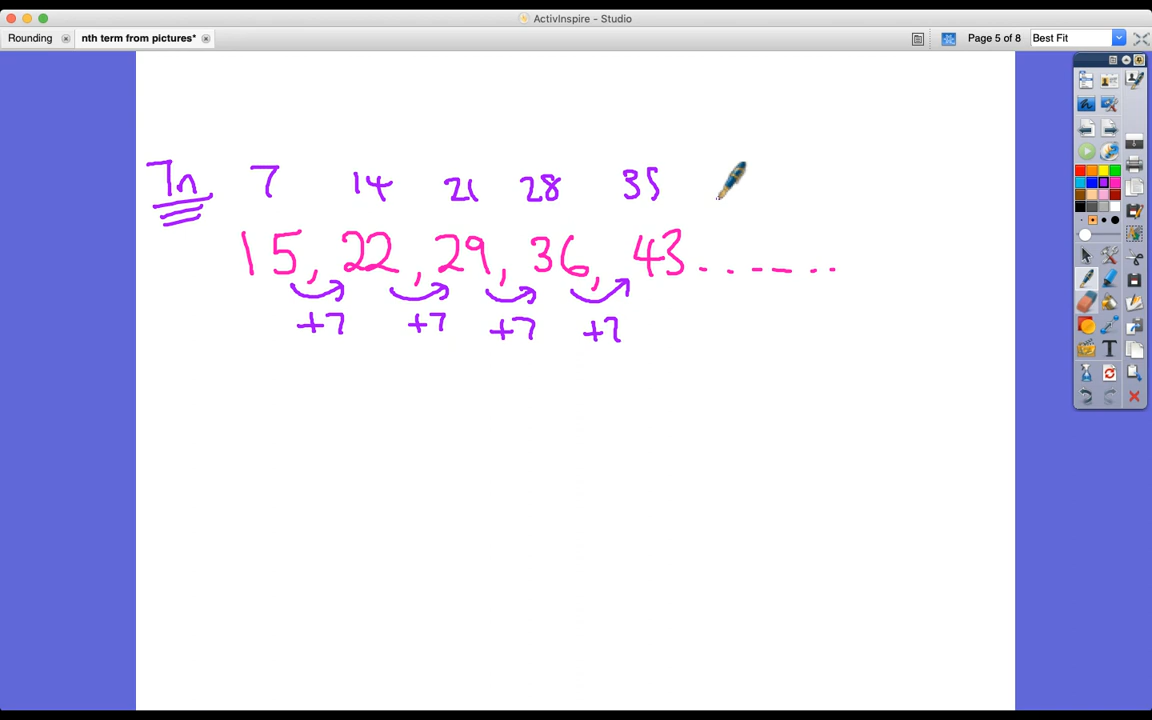 ActivInspire - Studio
Rounding nth term from pictures* Page 5 of 8 Best Fit
7n 7 14 21 28 35
15, 22, 29, 36, 43.......
+7 +7 +7 +7
T